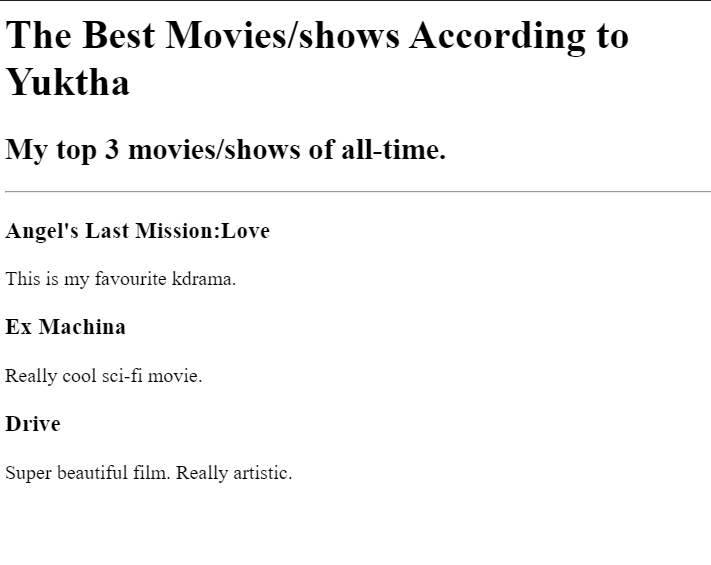 The Best Movies/shows According to
Yuktha
My top 3 movies/shows of all-time.
Angel's Last Mission:Love
This is my favourite kdrama.
Ex Machina
Really cool sci-fi movie.
Drive
Super beautiful film. Really artistic.